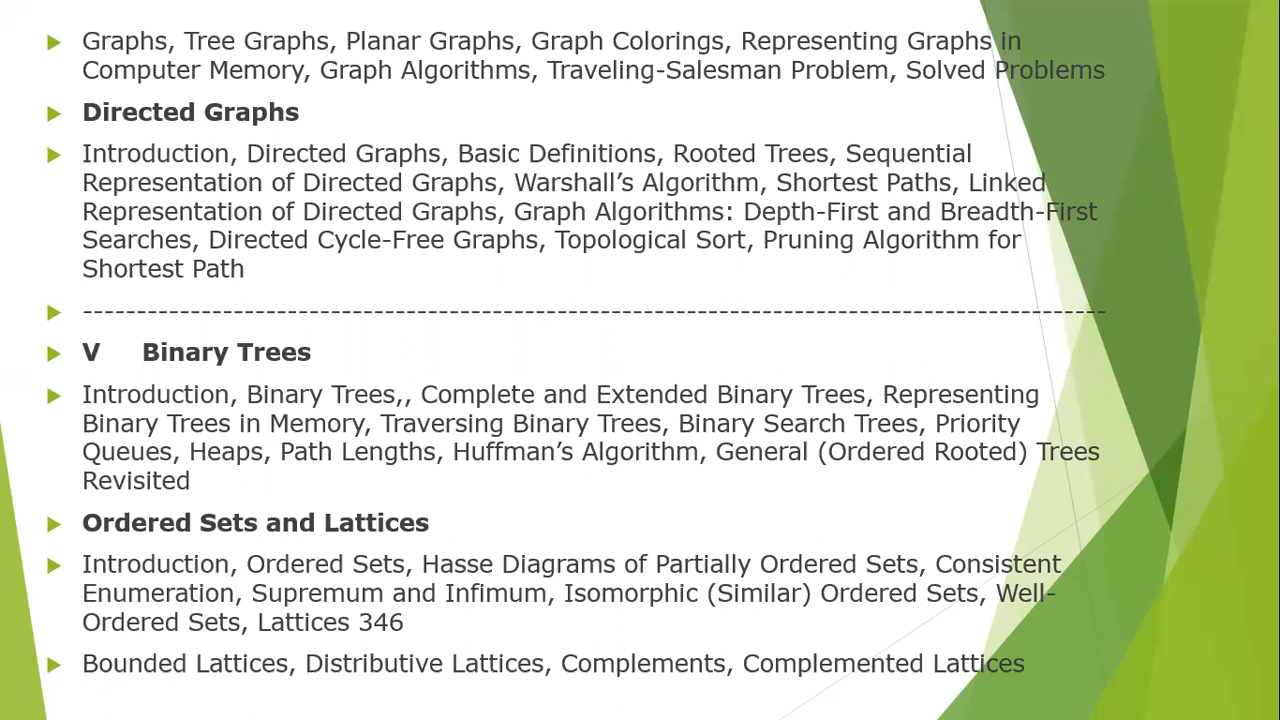 Graphs, Tree Graphs, Planar Graphs, Graph Colorings, Representing Graphs in
Computer Memory, Graph Algorithms, Traveling-Salesman Problem, Solved Problems
Directed Graphs
Introduction, Directed Graphs, Basic Definitions, Rooted Trees, Sequential
Representation of Directed Graphs, Warshall’s Algorithm, Shortest Paths, Linked
Representation of Directed Graphs, Graph Algorithms: Depth-First and Breadth-First
Searches, Directed Cycle-Free Graphs, Topological Sort, Pruning Algorithm for
Shortest Path
-----------------------------------------------------------------------------------------------
V Binary Trees
Introduction, Binary Trees,, Complete and Extended Binary Trees, Representing
Binary Trees in Memory, Traversing Binary Trees, Binary Search Trees, Priority
Queues, Heaps, Path Lengths, Huffman’s Algorithm, General (Ordered Rooted) Trees
Revisited
Ordered Sets and Lattices
Introduction, Ordered Sets, Hasse Diagrams of Partially Ordered Sets, Consistent
Enumeration, Supremum and Infimum, Isomorphic (Similar) Ordered Sets, Well-
Ordered Sets, Lattices 346
Bounded Lattices, Distributive Lattices, Complements, Complemented Lattices